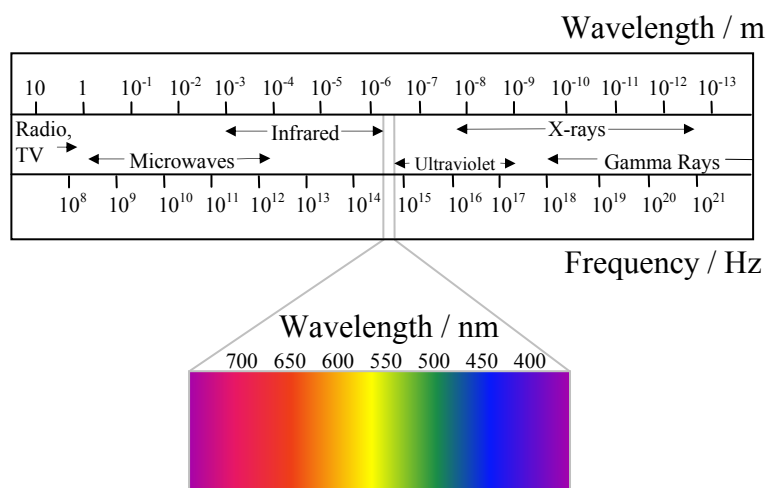 Wavelength / m
10 1 10⁻¹ 10⁻² 10⁻³ 10⁻⁴ 10⁻⁵ 10⁻⁶ 10⁻⁷ 10⁻⁸ 10⁻⁹ 10⁻¹⁰ 10⁻¹¹ 10⁻¹² 10⁻¹³
Radio, Infrared X-rays
TV Microwaves Ultraviolet Gamma Rays
10⁸ 10⁹ 10¹⁰ 10¹¹ 10¹² 10¹³ 10¹⁴ 10¹⁵ 10¹⁶ 10¹⁷ 10¹⁸ 10¹⁹ 10²⁰ 10²¹
Frequency / Hz
Wavelength / nm
700 650 600 550 500 450 400